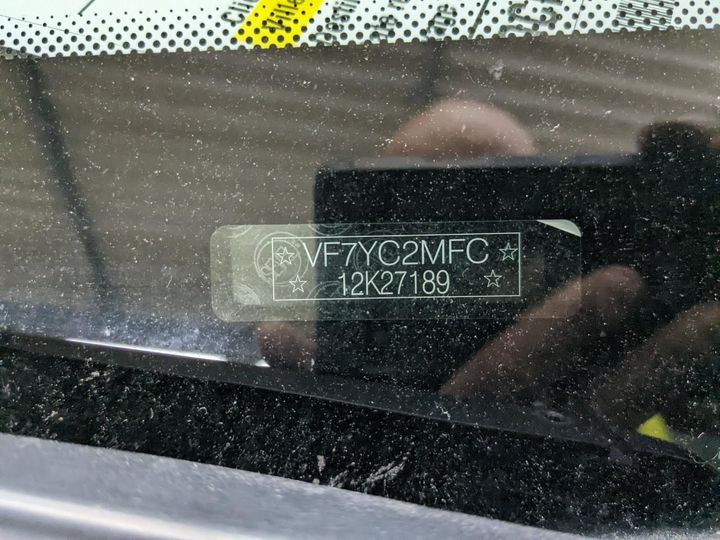 ☆ VF7YC2MFC ☆
☆ 12K27189 ☆